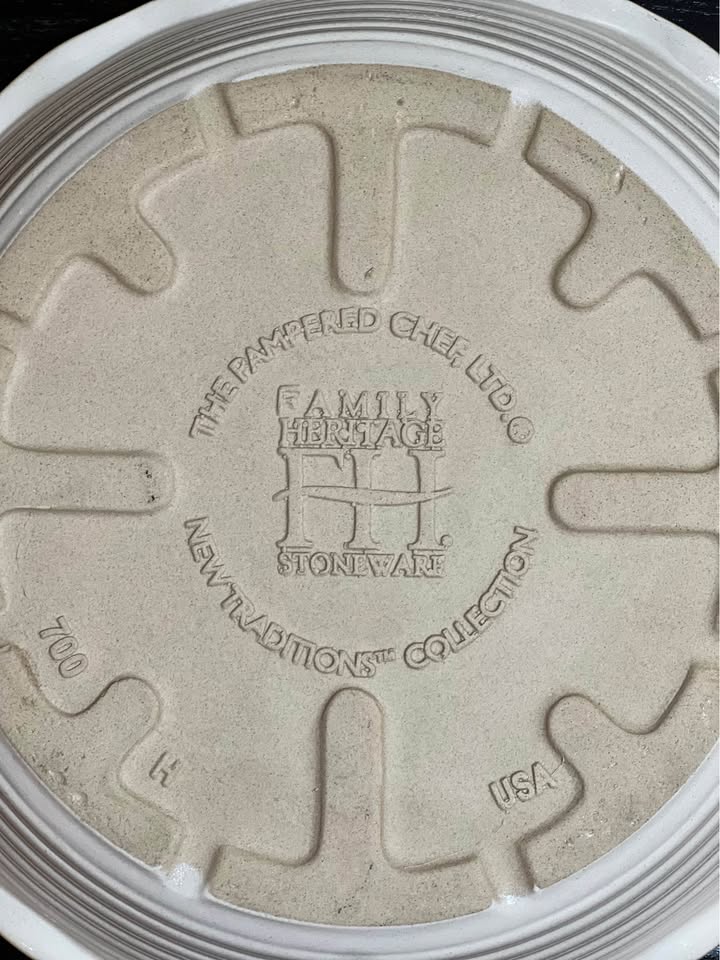 THE PAMPERED CHEF, LTD.®
FAMILY
HERITAGE
FH.
STONEWARE
NEW TRADITIONS™ COLLECTION
700
H
USA